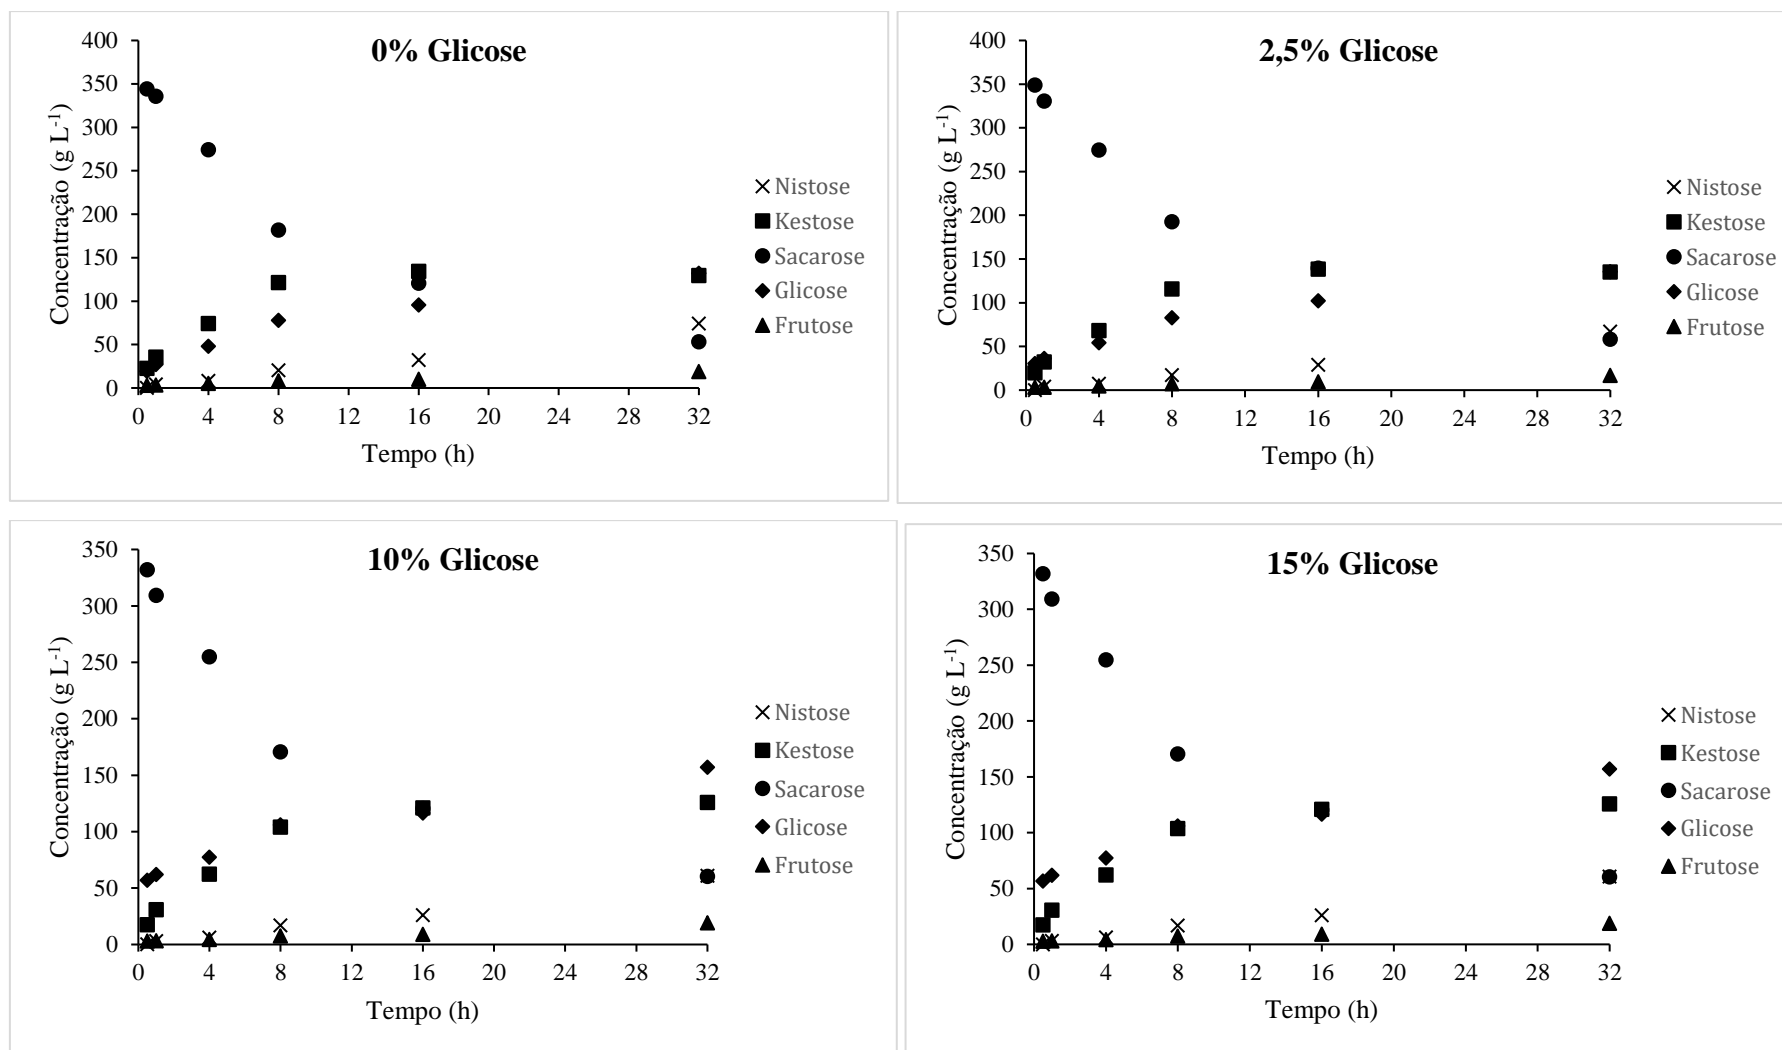 0% Glicose
Concentração (g L-1)
400
350
300
250
200
150
100
50
0
0 4 8 12 16 20 24 28 32
Tempo (h)
Nistose
Kestose
Sacarose
Glicose
Frutose
2,5% Glicose
Concentração (g L-1)
400
350
300
250
200
150
100
50
0
0 4 8 12 16 20 24 28 32
Tempo (h)
Nistose
Kestose
Sacarose
Glicose
Frutose
10% Glicose
Concentração (g L-1)
350
300
250
200
150
100
50
0
0 4 8 12 16 20 24 28 32
Tempo (h)
Nistose
Kestose
Sacarose
Glicose
Frutose
15% Glicose
Concentração (g L-1)
350
300
250
200
150
100
50
0
0 4 8 12 16 20 24 28 32
Tempo (h)
Nistose
Kestose
Sacarose
Glicose
Frutose